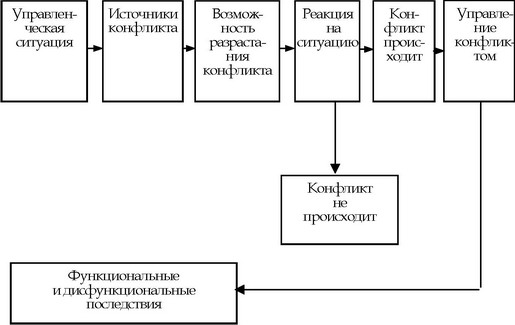 Управлен-
ческая
ситуация
Источники
конфликта
Возмож-
ность
разраста-
ния
конфликта
Реакция
на
ситуацию
Кон-
фликт
проис-
ходит
Управле-
ние
конфлик-
том
Конфликт
не
происходит
Функциональные
и дисфункциональные
последствия